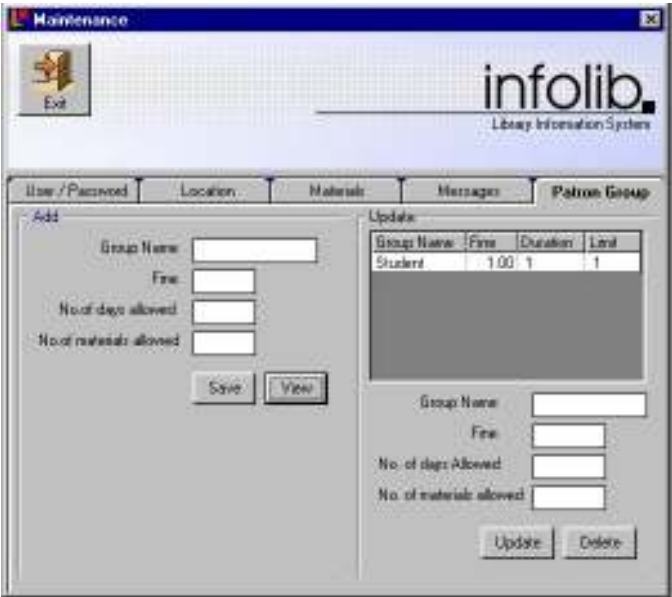 Maintenance
Exit
infolib.
Library Information System
User / Password Location Materials Messages Patron Group
Add
Group Name
Fine
No.of days allowed
No.of materials allowed
Save View
Update
Group Name Fine Duration Limit
Student 1.00 1 1
Group Name
Fine
No. of days Allowed
No. of materials allowed
Update Delete